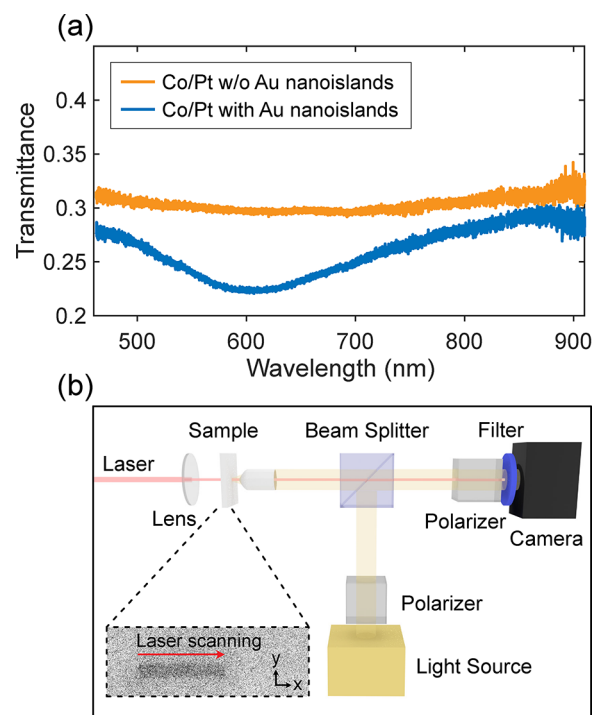 (a)
Co/Pt w/o Au nanoislands
Co/Pt with Au nanoislands
Transmittance
0.4
0.35
0.3
0.25
0.2
500 600 700 800 900
Wavelength (nm)
(b)
Sample Beam Splitter Filter
Laser
Lens
Polarizer
Camera
Polarizer
Laser scanning
y
x
Light Source